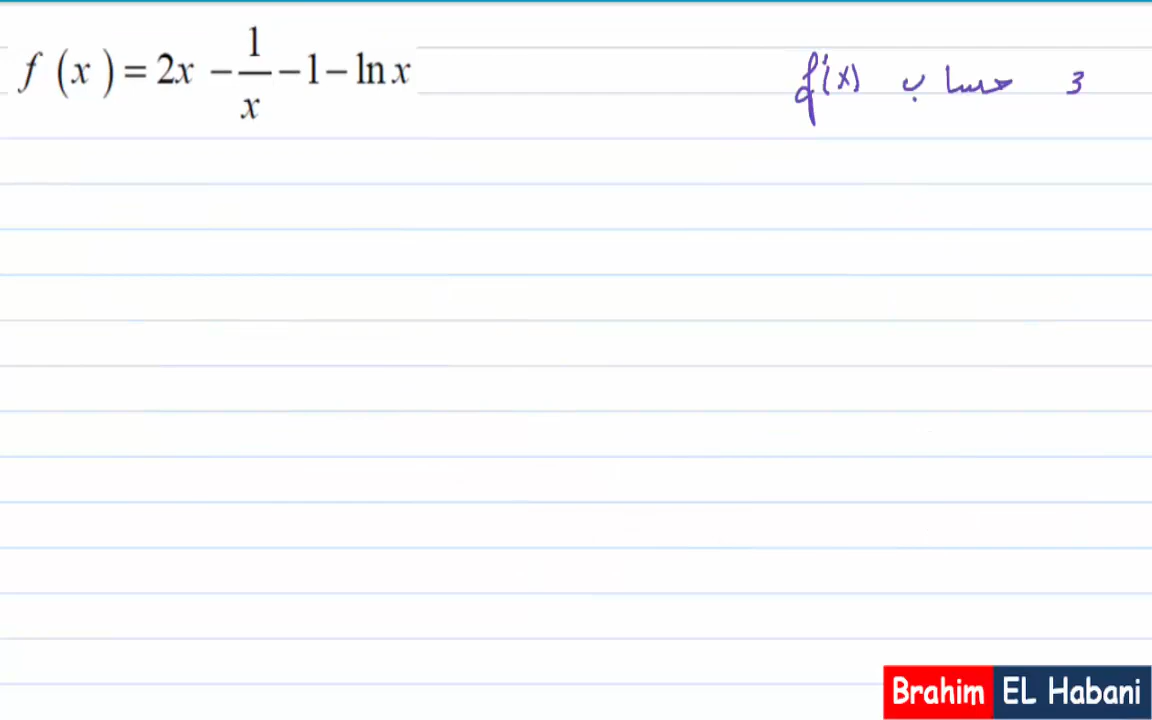 f (x) = 2x − 1/x − 1 − ln x
3 حساب f'(x)
Brahim EL Habani